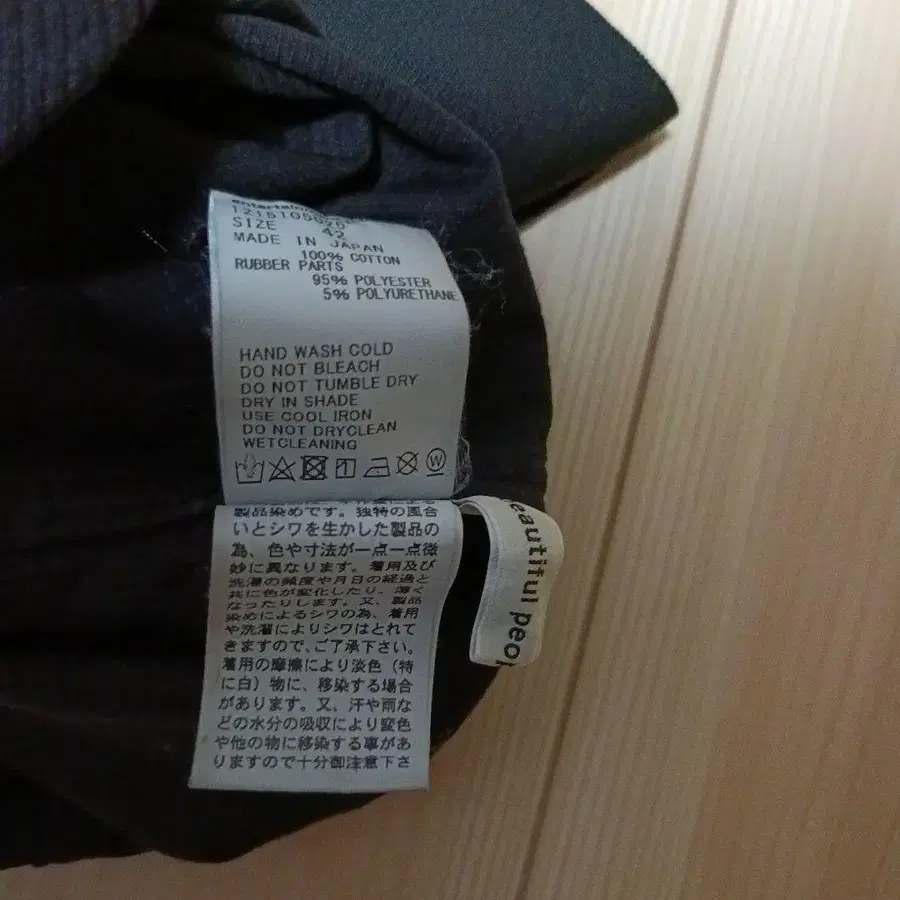 SIZE 42
MADE IN JAPAN
100% COTTON
RUBBER PARTS
95% POLYESTER
5% POLYURETHANE
HAND WASH COLD
DO NOT BLEACH
DO NOT TUMBLE DRY
DRY IN SHADE
USE COOL IRON
DO NOT DRYCLEAN
WETCLEANING
W
製品染めです。独特の風合
いとシワを生かした製品の
為、色や寸法が一点一点微
妙に異なります。着用及び
洗濯の頻度や月日の経過と
共に色が変化したり、薄く
なったりします。又、製品
染めによるシワの為、着用
や洗濯によりシワはとれて
きますので、ご了承下さい。
着用の摩擦により淡色（特
に白）物に、移染する場合
があります。又、汗や雨な
どの水分の吸収により変色
や他の物に移染する事があ
りますので十分御注意下さ
eautiful peop